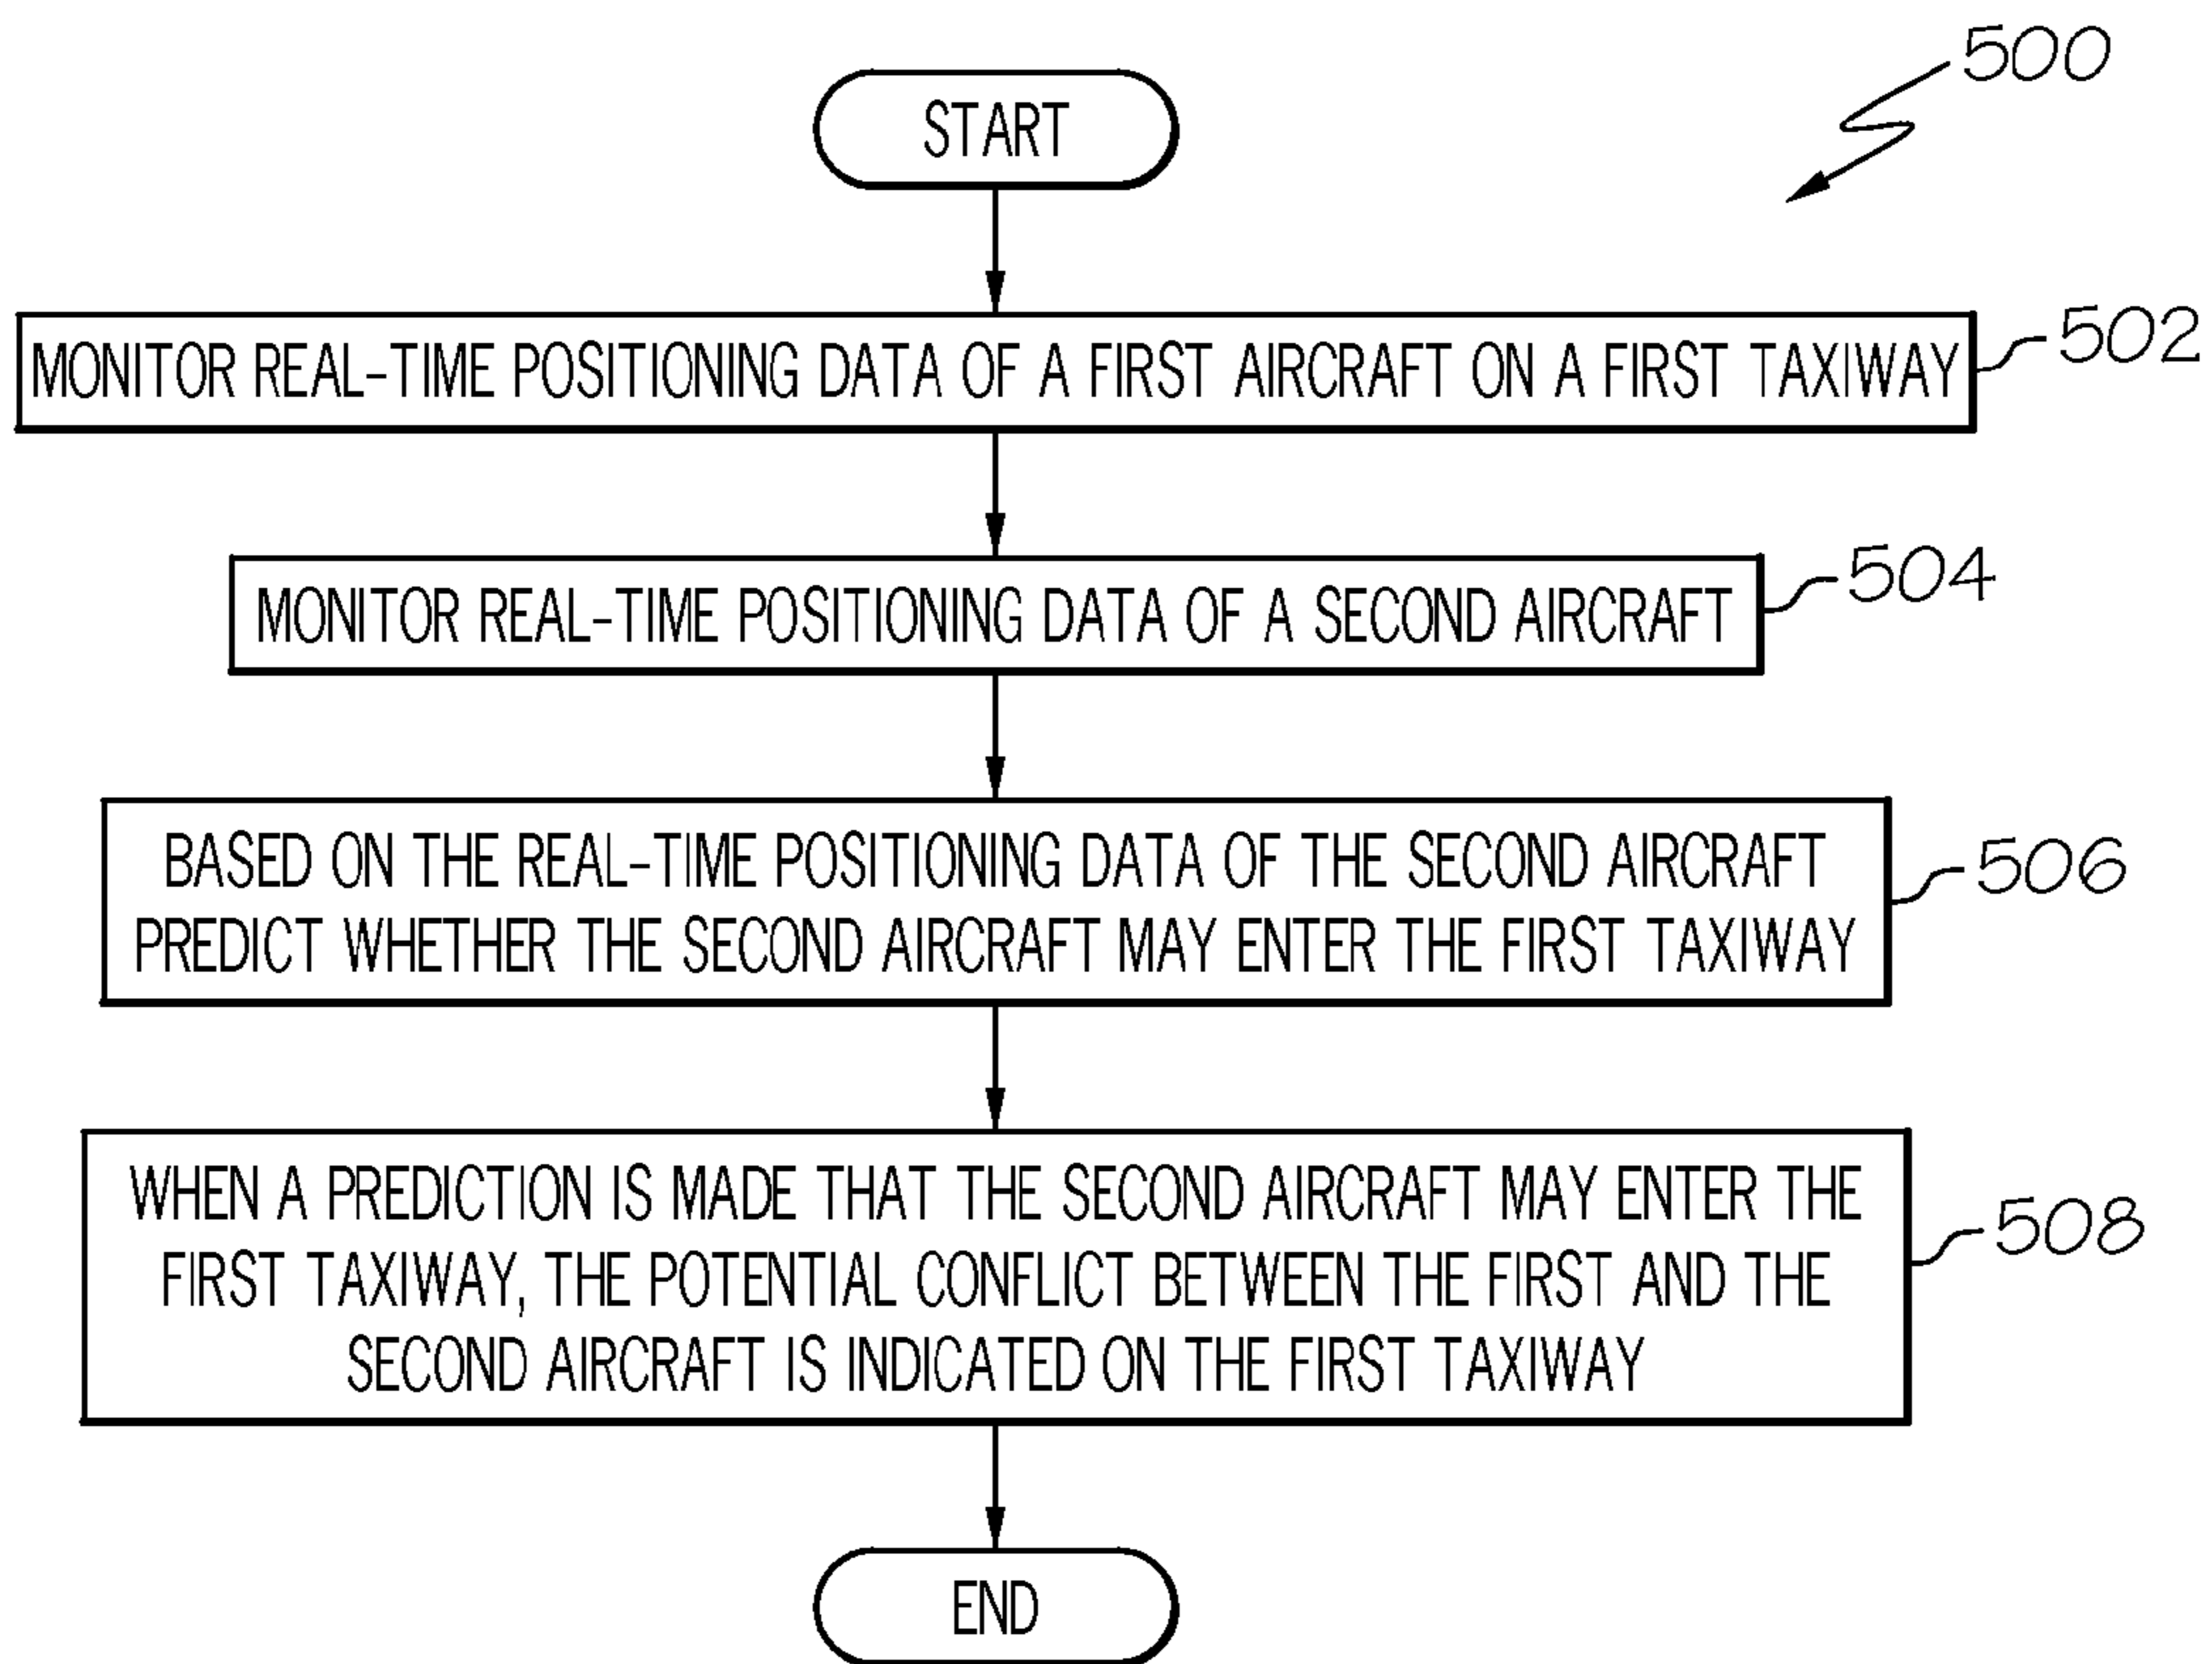 500
START
MONITOR REAL-TIME POSITIONING DATA OF A FIRST AIRCRAFT ON A FIRST TAXIWAY
502
MONITOR REAL-TIME POSITIONING DATA OF A SECOND AIRCRAFT
504
BASED ON THE REAL-TIME POSITIONING DATA OF THE SECOND AIRCRAFT
PREDICT WHETHER THE SECOND AIRCRAFT MAY ENTER THE FIRST TAXIWAY
506
WHEN A PREDICTION IS MADE THAT THE SECOND AIRCRAFT MAY ENTER THE
FIRST TAXIWAY, THE POTENTIAL CONFLICT BETWEEN THE FIRST AND THE
SECOND AIRCRAFT IS INDICATED ON THE FIRST TAXIWAY
508
END